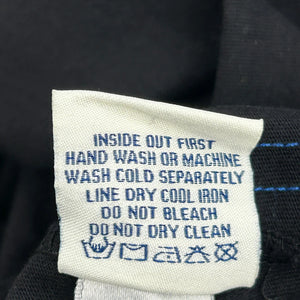 INSIDE OUT FIRST
HAND WASH OR MACHINE
WASH COLD SEPARATELY
LINE DRY COOL IRON
DO NOT BLEACH
DO NOT DRY CLEAN